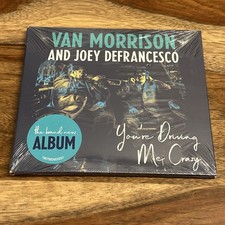 VAN MORRISON
AND JOEY DEFRANCESCO
the brand new
ALBUM
You're Driving
Me Crazy